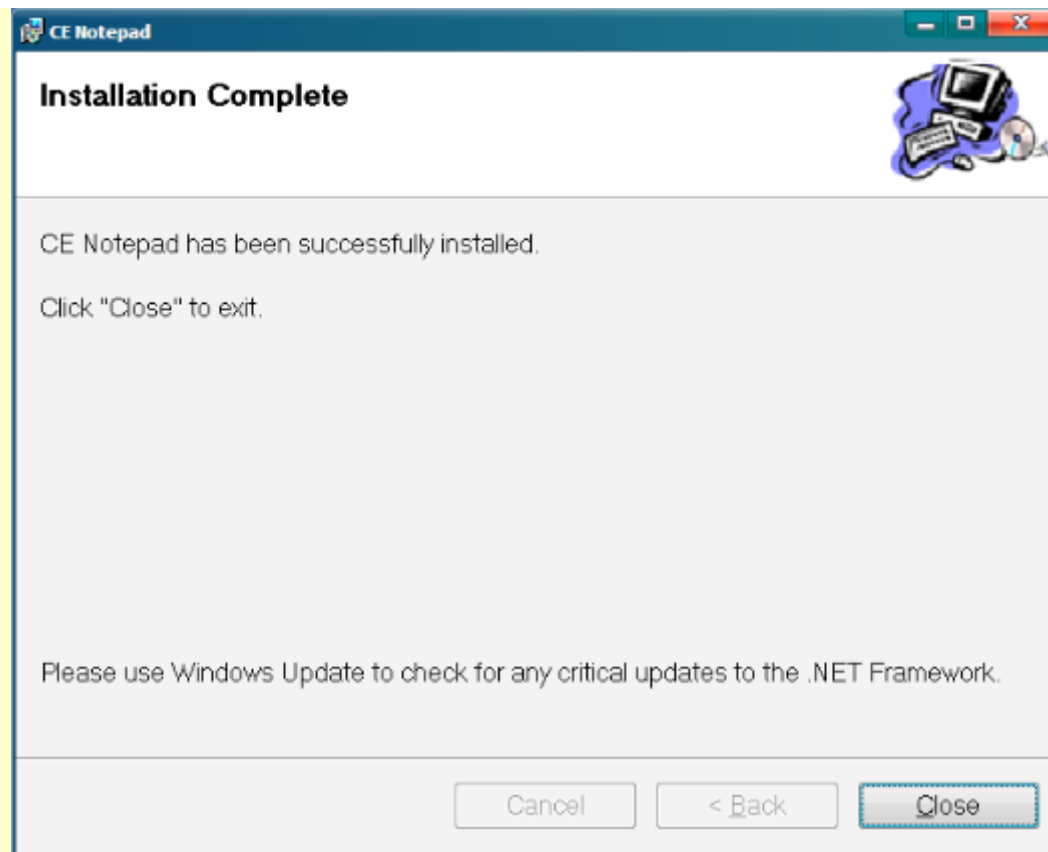 CE Notepad
Installation Complete
CE Notepad has been successfully installed.
Click "Close" to exit.
Please use Windows Update to check for any critical updates to the .NET Framework.
Cancel
< Back
Close